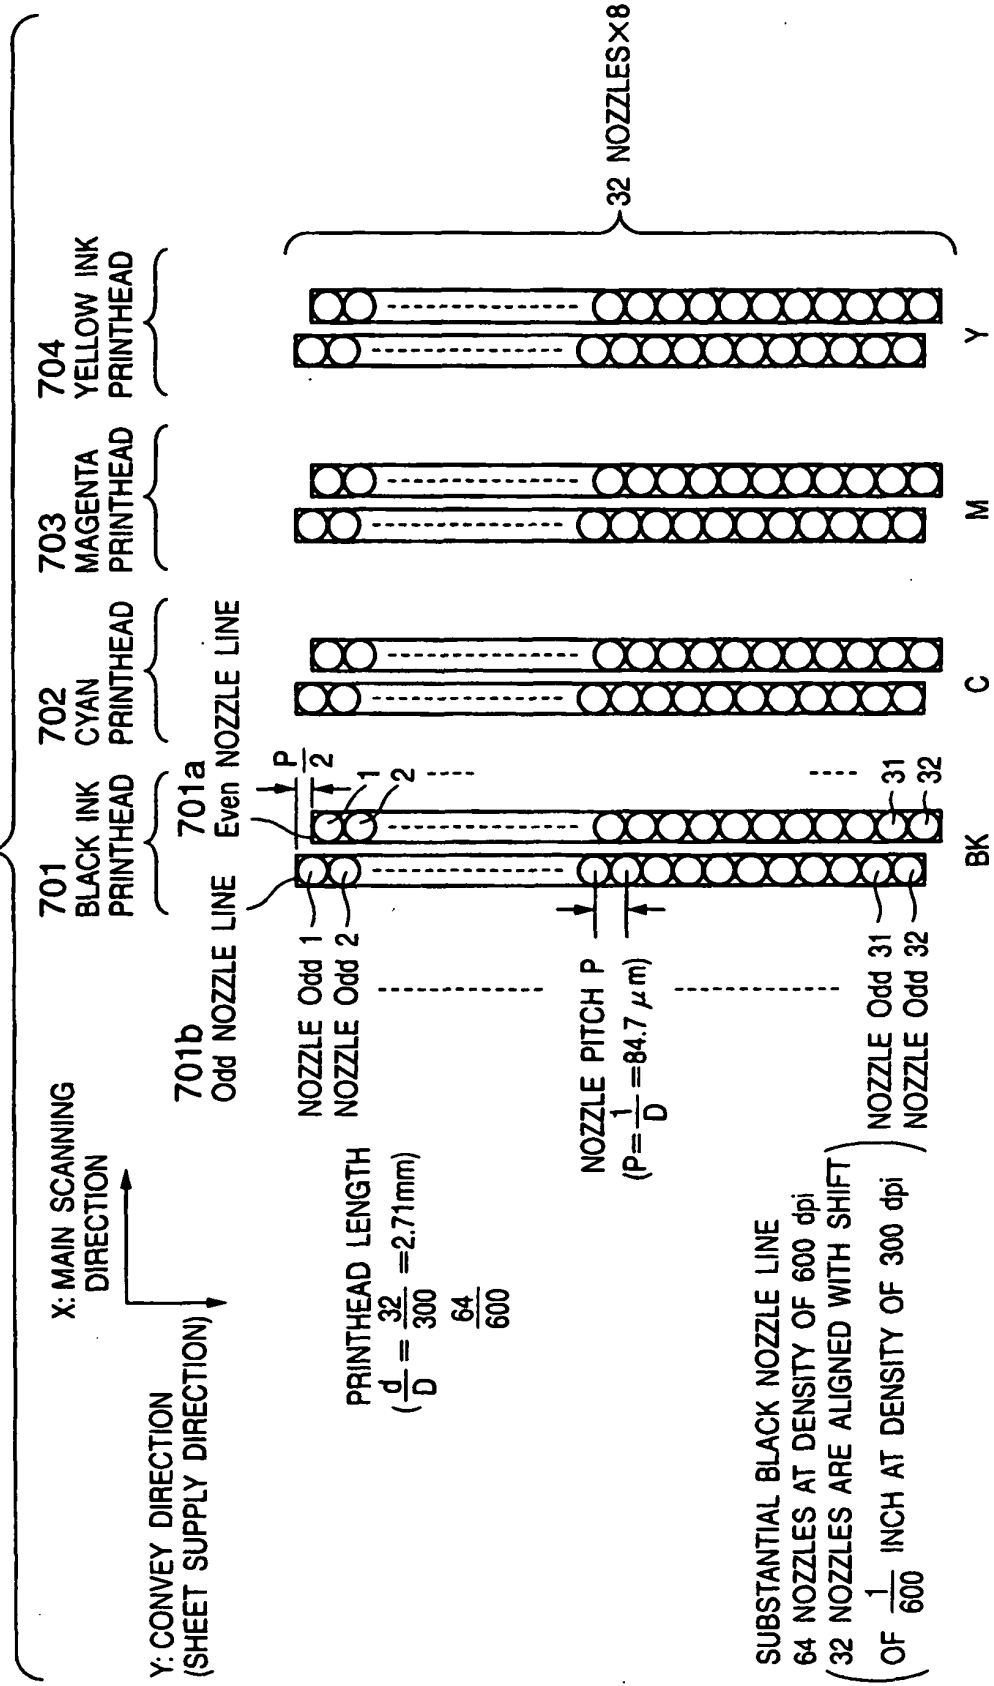 X: MAIN SCANNING
DIRECTION
Y: CONVEY DIRECTION
(SHEET SUPPLY DIRECTION)
701
BLACK INK
PRINTHEAD
702
CYAN
PRINTHEAD
703
MAGENTA
PRINTHEAD
704
YELLOW INK
PRINTHEAD
701b
Odd NOZZLE LINE
701a
Even NOZZLE LINE
P/2
NOZZLE Odd 1
NOZZLE Odd 2
1
2
PRINTHEAD LENGTH
(d/D = 32/300 =2.71mm)
64/600
NOZZLE PITCH P
(P= 1/D =84.7 μm)
32 NOZZLES×8
NOZZLE Odd 31
NOZZLE Odd 32
31
32
SUBSTANTIAL BLACK NOZZLE LINE
64 NOZZLES AT DENSITY OF 600 dpi
(32 NOZZLES ARE ALIGNED WITH SHIFT
OF 1/600 INCH AT DENSITY OF 300 dpi)
BK
C
M
Y